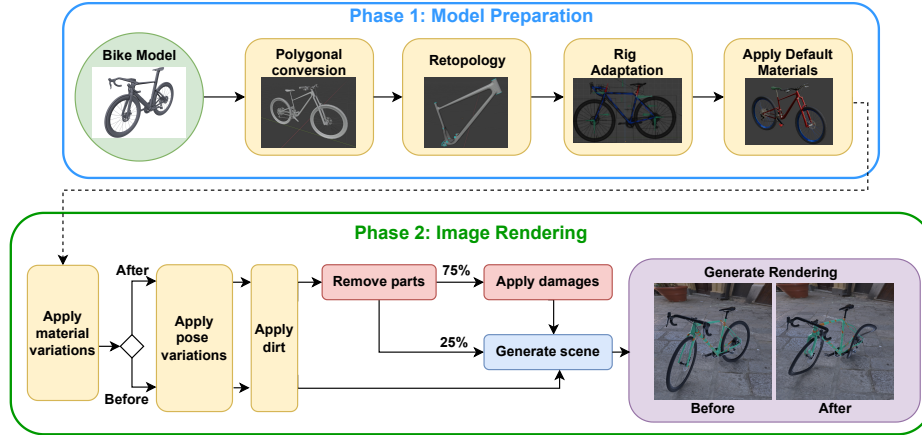 Phase 1: Model Preparation
Bike Model
Polygonal
conversion
Retopology
Rig
Adaptation
Apply Default
Materials
Phase 2: Image Rendering
After
Before
Apply
material
variations
Apply
pose
variations
Apply
dirt
Remove parts
75%
25%
Apply damages
Generate scene
Generate Rendering
Before
After